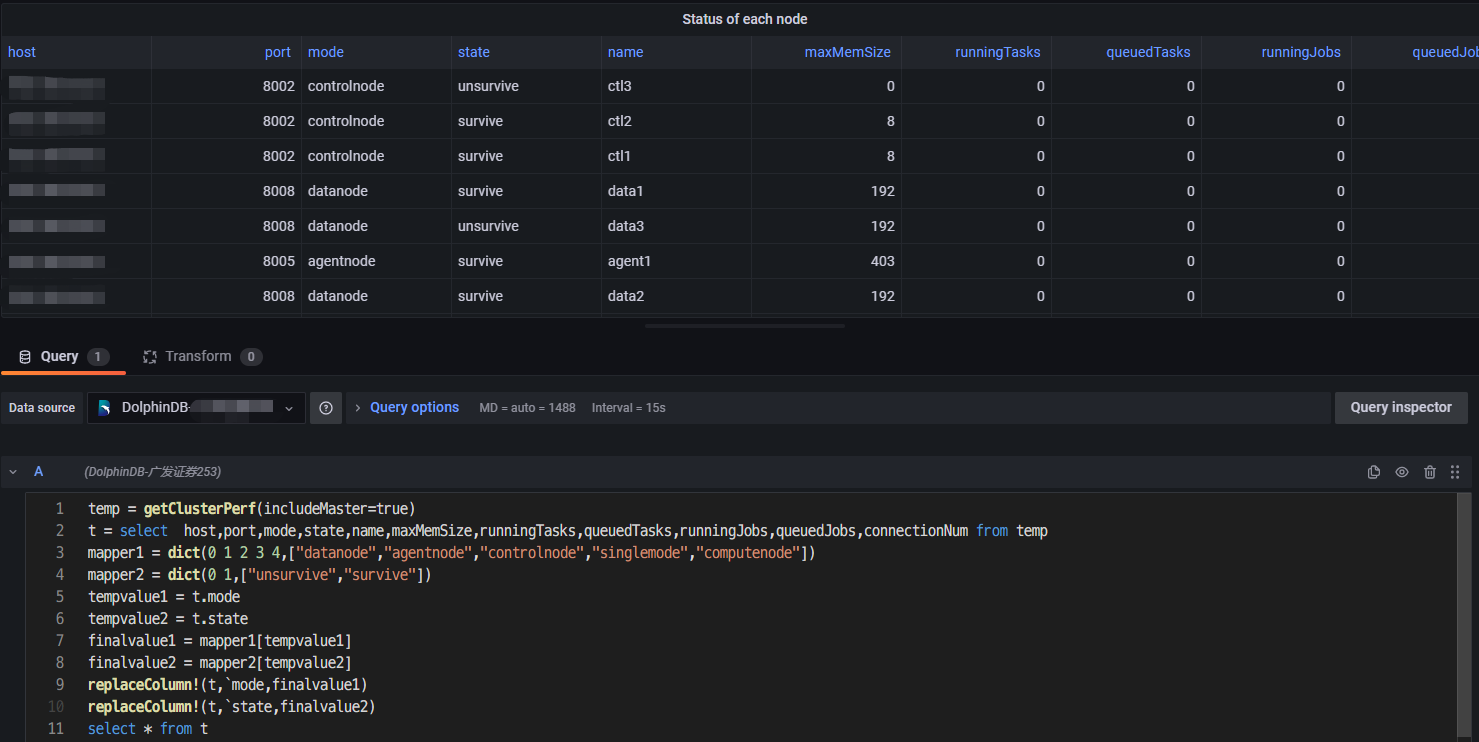 Status of each node
host port mode state name maxMemSize runningTasks queuedTasks runningJobs queuedJob
8002 controlnode unsurvive ctl3 0 0 0 0
8002 controlnode survive ctl2 8 0 0 0
8002 controlnode survive ctl1 8 0 0 0
8008 datanode survive data1 192 0 0 0
8008 datanode unsurvive data3 192 0 0 0
8005 agentnode survive agent1 403 0 0 0
8008 datanode survive data2 192 0 0 0
Query 1 Transform 0
Data source DolphinDB- Query options MD = auto = 1488 Interval = 15s Query inspector
A (DolphinDB-广发证券253)
1 temp = getClusterPerf(includeMaster=true)
2 t = select  host,port,mode,state,name,maxMemSize,runningTasks,queuedTasks,runningJobs,queuedJobs,connectionNum from temp
3 mapper1 = dict(0 1 2 3 4,["datanode","agentnode","controlnode","singlemode","computenode"])
4 mapper2 = dict(0 1,["unsurvive","survive"])
5 tempvalue1 = t.mode
6 tempvalue2 = t.state
7 finalvalue1 = mapper1[tempvalue1]
8 finalvalue2 = mapper2[tempvalue2]
9 replaceColumn!(t,`mode,finalvalue1)
10 replaceColumn!(t,`state,finalvalue2)
11 select * from t